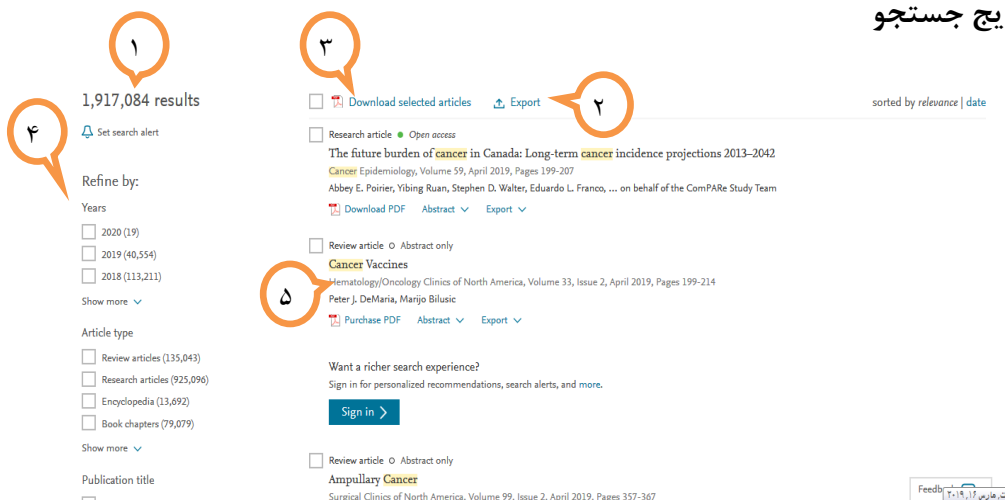 یج جستجو
۱
۳
1,917,084 results
Download selected articles
Export
۲
sorted by relevance | date
۴
Set search alert
Research article • Open access
The future burden of cancer in Canada: Long-term cancer incidence projections 2013–2042
Cancer Epidemiology, Volume 59, April 2019, Pages 199-207
Abbey E. Poirier, Yibing Ruan, Stephen D. Walter, Eduardo L. Franco, ... on behalf of the ComPARe Study Team
Download PDF Abstract Export
Refine by:
Years
2020 (19)
2019 (40,554)
2018 (113,211)
Show more
Review article Abstract only
Cancer Vaccines
Hematology/Oncology Clinics of North America, Volume 33, Issue 2, April 2019, Pages 199-214
۵
Peter J. DeMaria, Marijo Bilusic
Purchase PDF Abstract Export
Article type
Review articles (135,043)
Research articles (925,096)
Encyclopedia (13,692)
Book chapters (79,079)
Show more
Want a richer search experience?
Sign in for personalized recommendations, search alerts, and more.
Sign in
Publication title
Review article Abstract only
Ampullary Cancer
Surgical Clinics of North America, Volume 99, Issue 2, April 2019, Pages 357-367
Feedb
مارس ۱۶, ۲۰۱۹